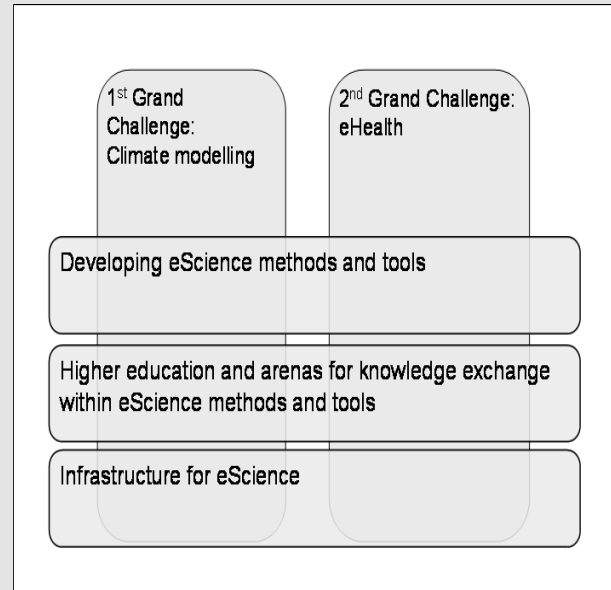 1st Grand
Challenge:
Climate modelling
2nd Grand Challenge:
eHealth
Developing eScience methods and tools
Higher education and arenas for knowledge exchange
within eScience methods and tools
Infrastructure for eScience